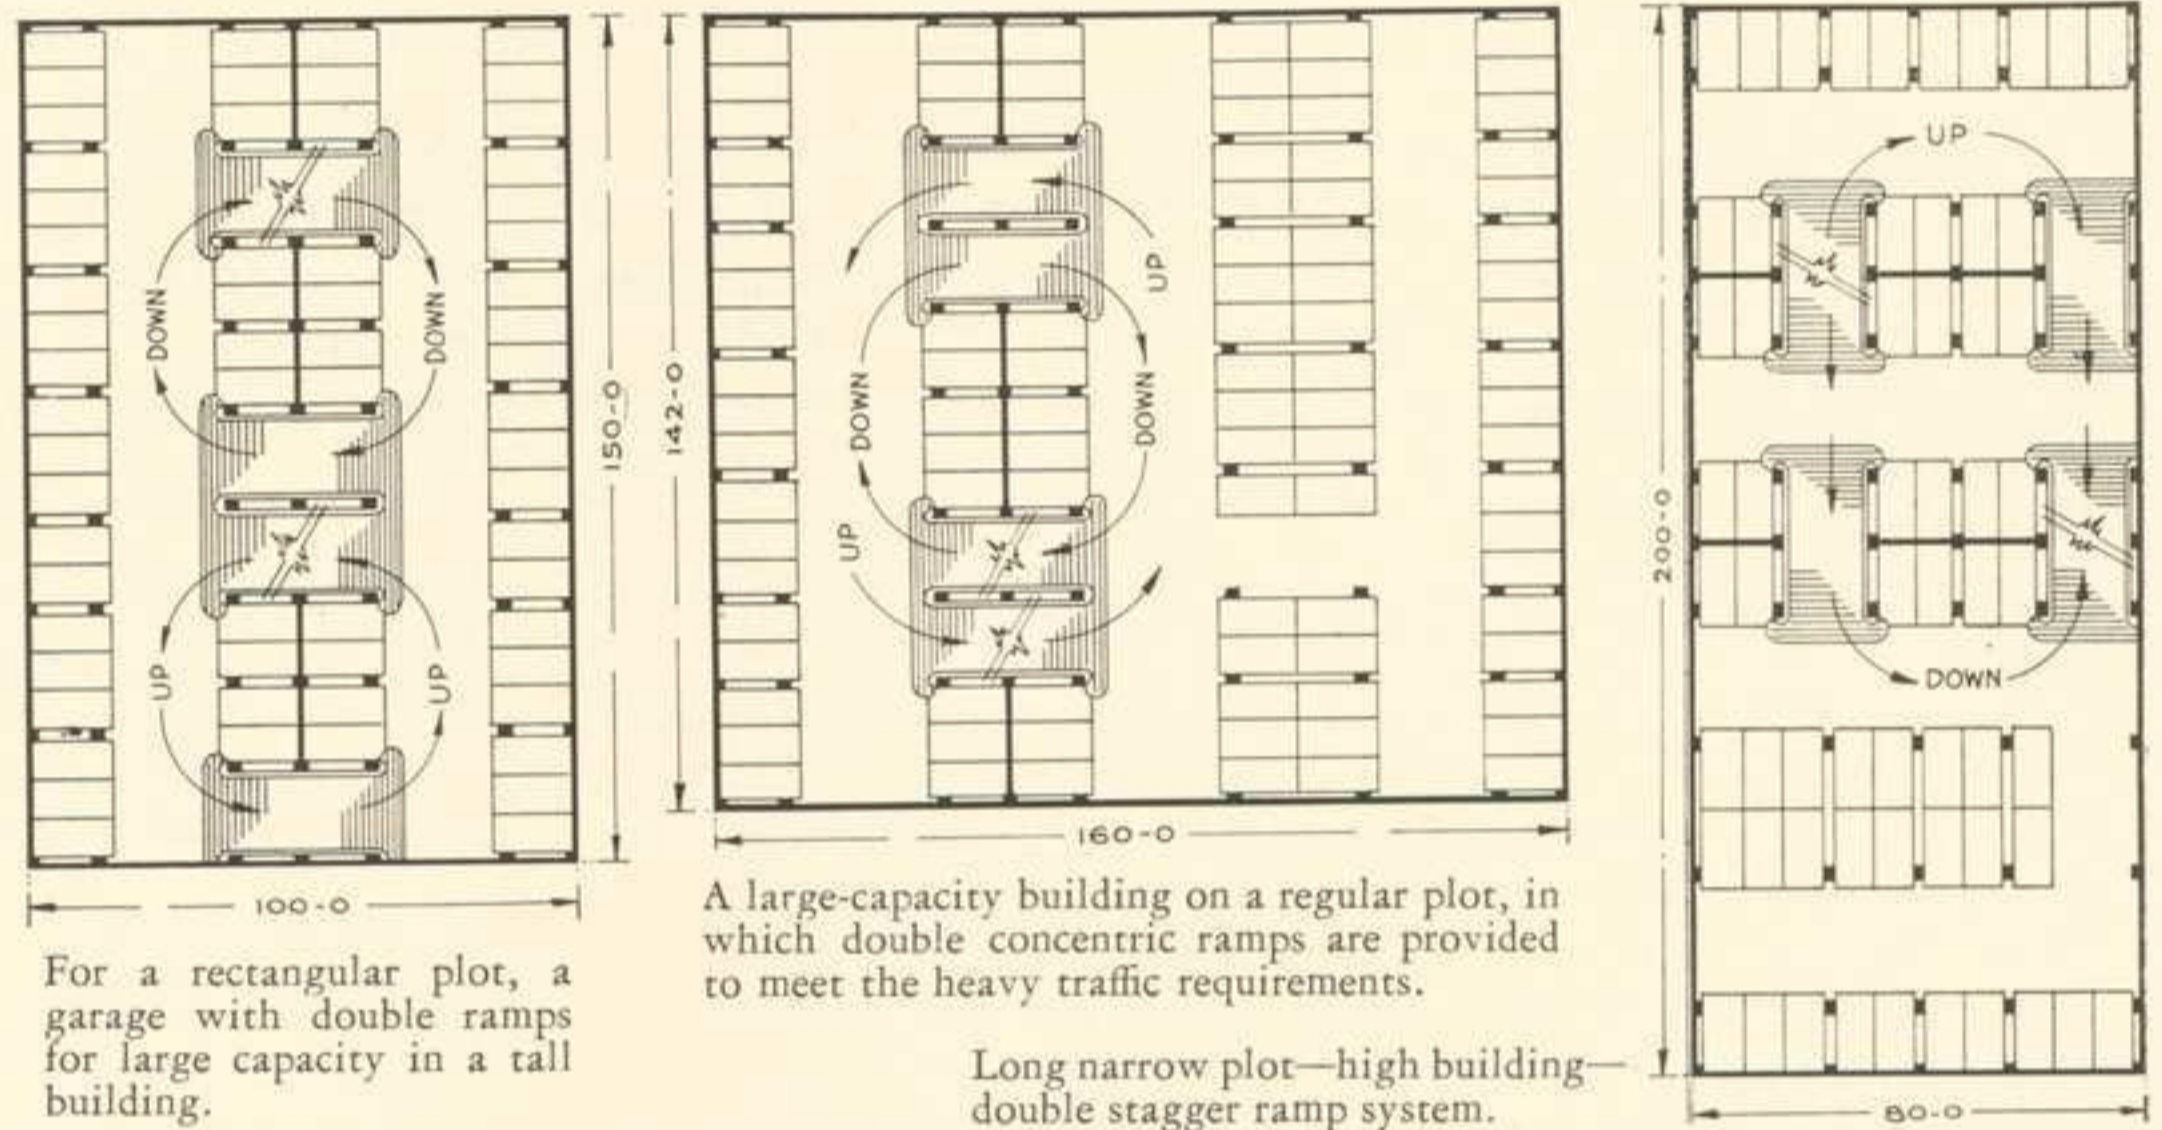 DOWN
DOWN
UP
UP
150-0
100-0
For a rectangular plot, a
garage with double ramps
for large capacity in a tall
building.
142-0
UP
DOWN
DOWN
UP
160-0
A large-capacity building on a regular plot, in
which double concentric ramps are provided
to meet the heavy traffic requirements.
UP
200-0
DOWN
80-0
Long narrow plot—high building—
double stagger ramp system.